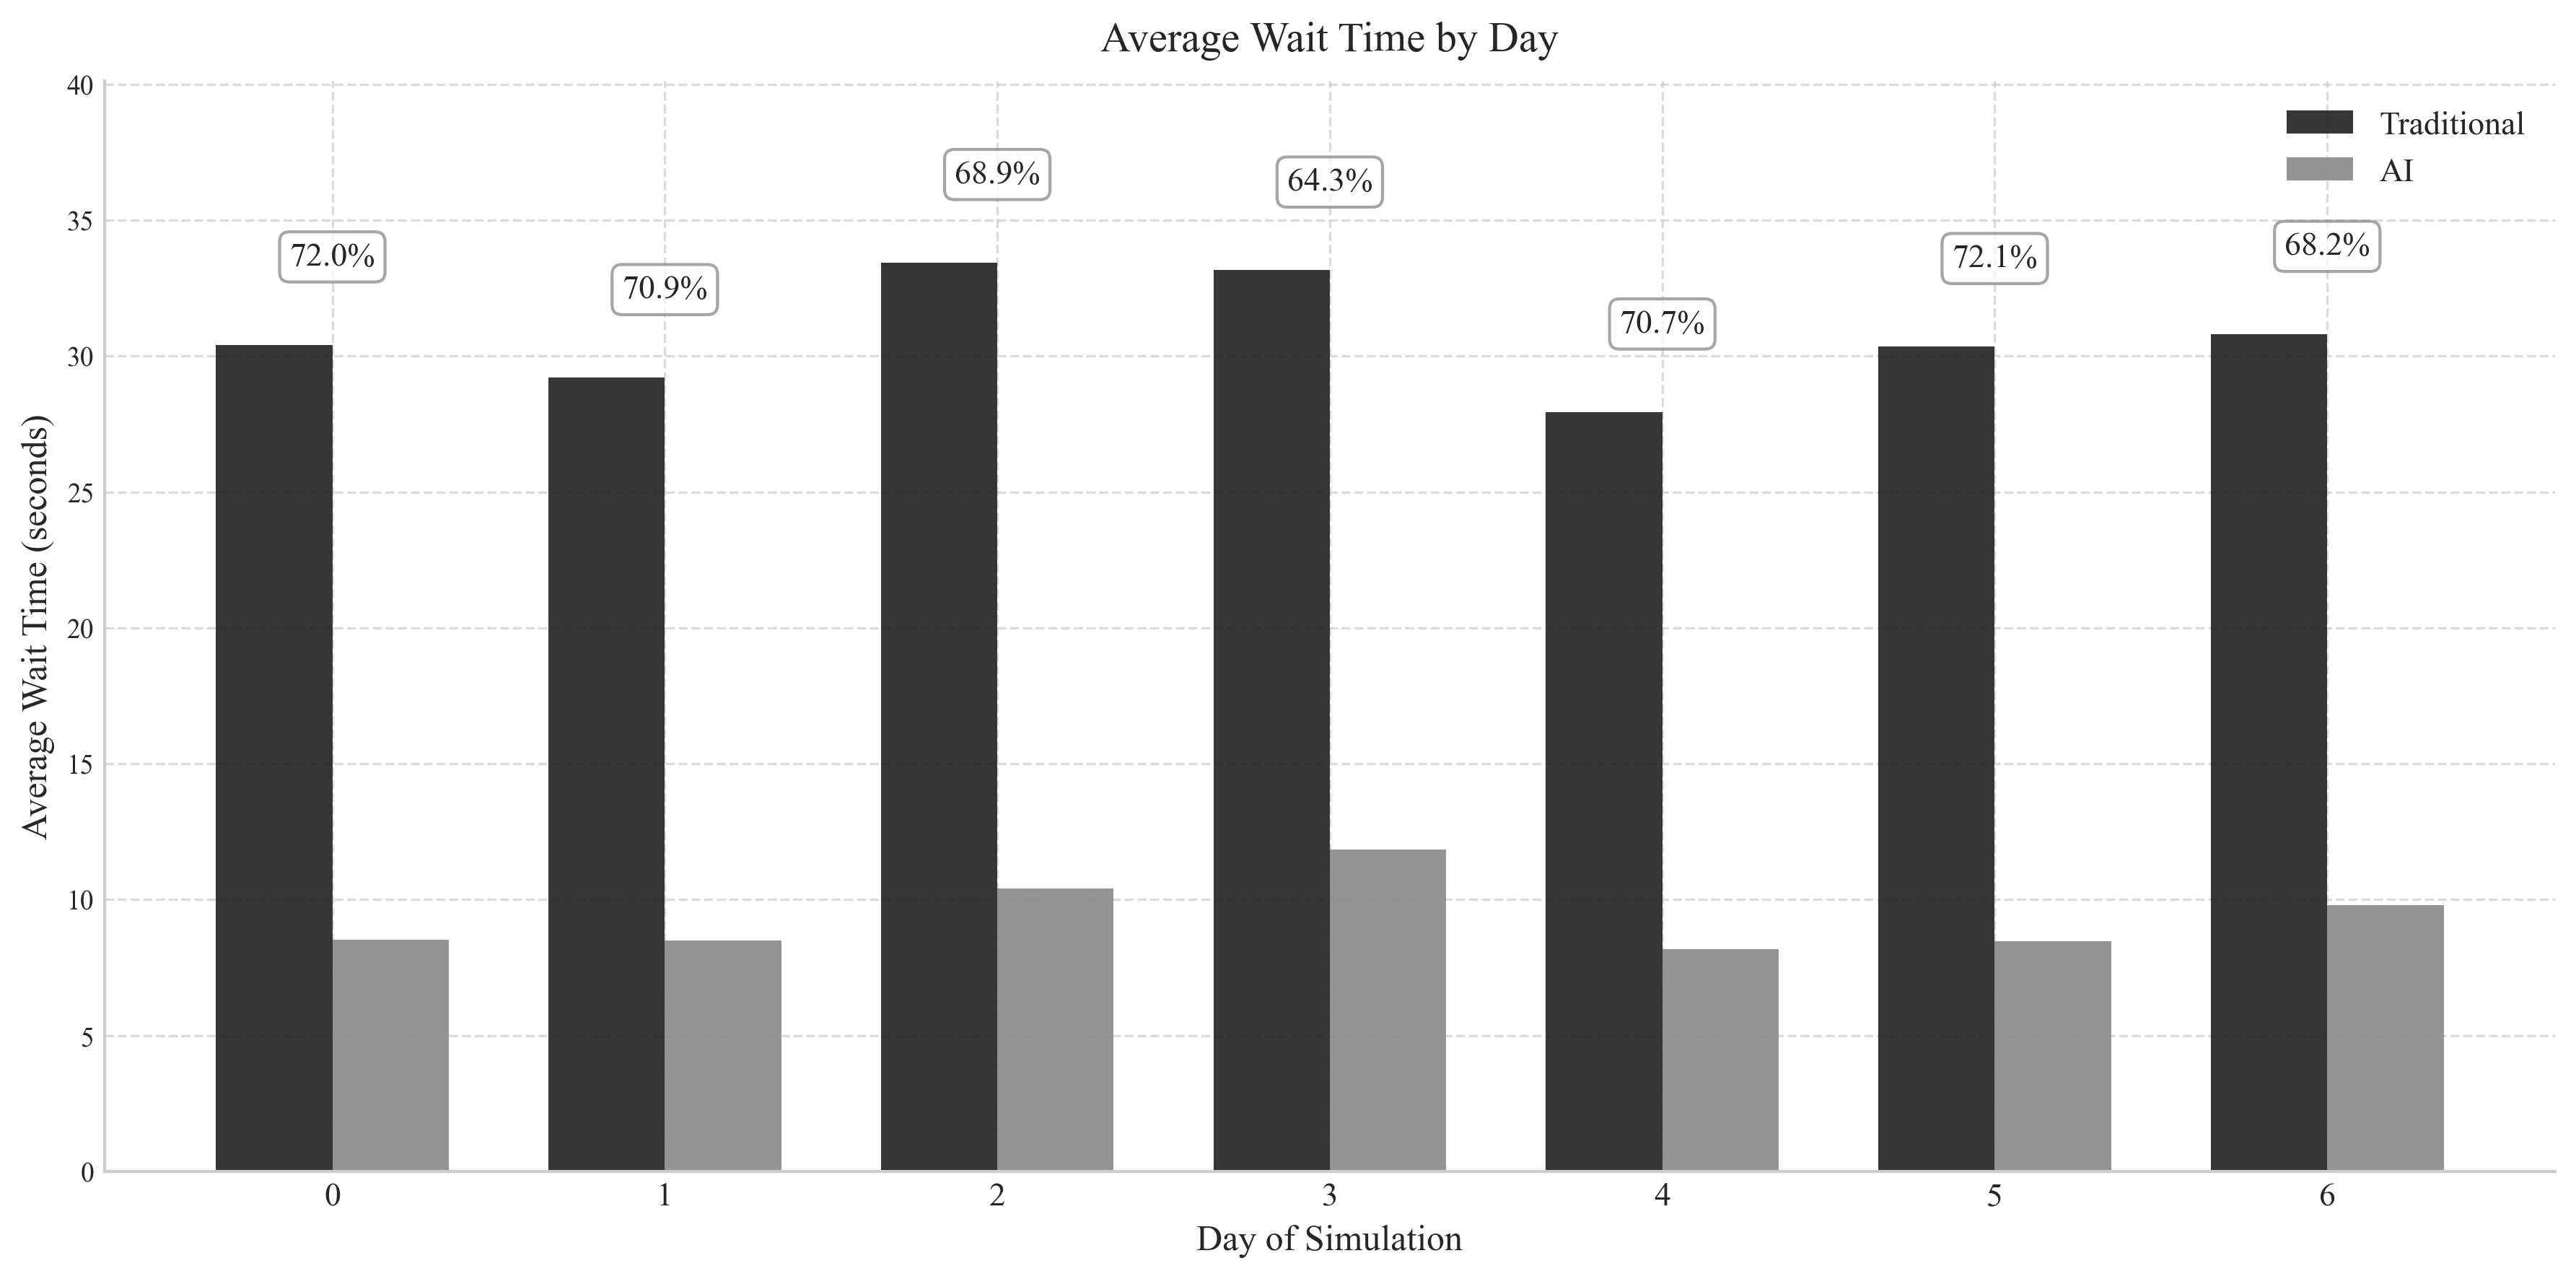 Average Wait Time by Day
Average Wait Time (seconds)
40
35
30
25
20
15
10
5
0
Traditional
AI
72.0%
70.9%
68.9%
64.3%
70.7%
72.1%
68.2%
0 1 2 3 4 5 6
Day of Simulation